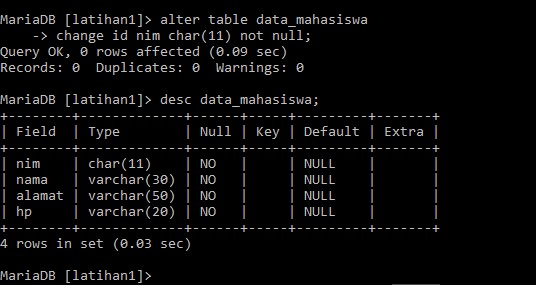 MariaDB [latihan1]> alter table data_mahasiswa
    -> change id nim char(11) not null;
Query OK, 0 rows affected (0.09 sec)
Records: 0  Duplicates: 0  Warnings: 0

MariaDB [latihan1]> desc data_mahasiswa;
+--------+-------------+------+-----+---------+-------+
| Field  | Type        | Null | Key | Default | Extra |
+--------+-------------+------+-----+---------+-------+
| nim    | char(11)    | NO   |     | NULL    |       |
| nama   | varchar(30) | NO   |     | NULL    |       |
| alamat | varchar(50) | NO   |     | NULL    |       |
| hp     | varchar(20) | NO   |     | NULL    |       |
+--------+-------------+------+-----+---------+-------+
4 rows in set (0.03 sec)

MariaDB [latihan1]>